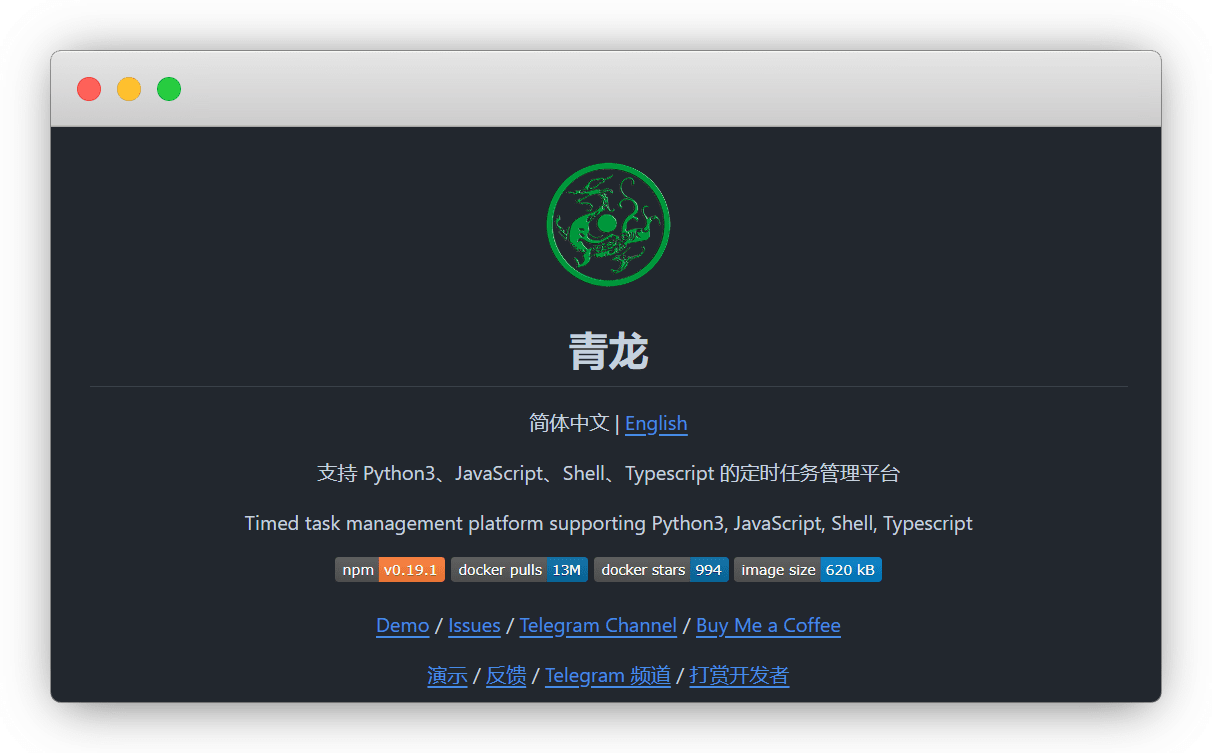 青龙
简体中文 | English
支持 Python3、JavaScript、Shell、Typescript 的定时任务管理平台
Timed task management platform supporting Python3, JavaScript, Shell, Typescript
npm v0.19.1 docker pulls 13M docker stars 994 image size 620 kB
Demo / Issues / Telegram Channel / Buy Me a Coffee
演示 / 反馈 / Telegram 频道 / 打赏开发者